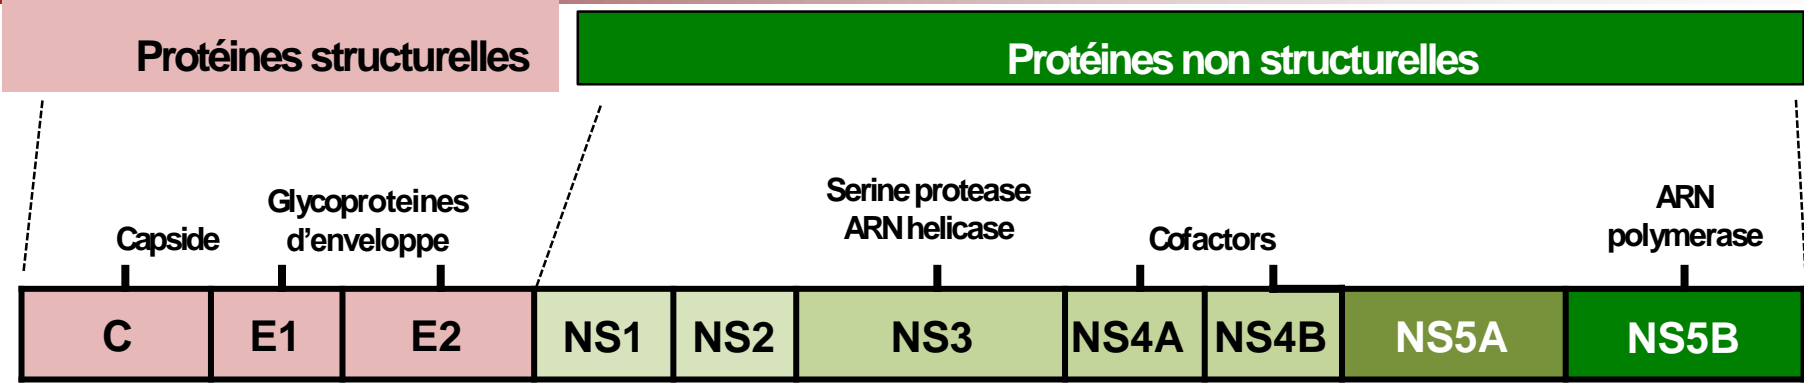 Protéines structurelles
Protéines non structurelles
Capside
Glycoproteines
d’enveloppe
Serine protease
ARN helicase
Cofactors
ARN
polymerase
C E1 E2 NS1 NS2 NS3 NS4A NS4B NS5A NS5B